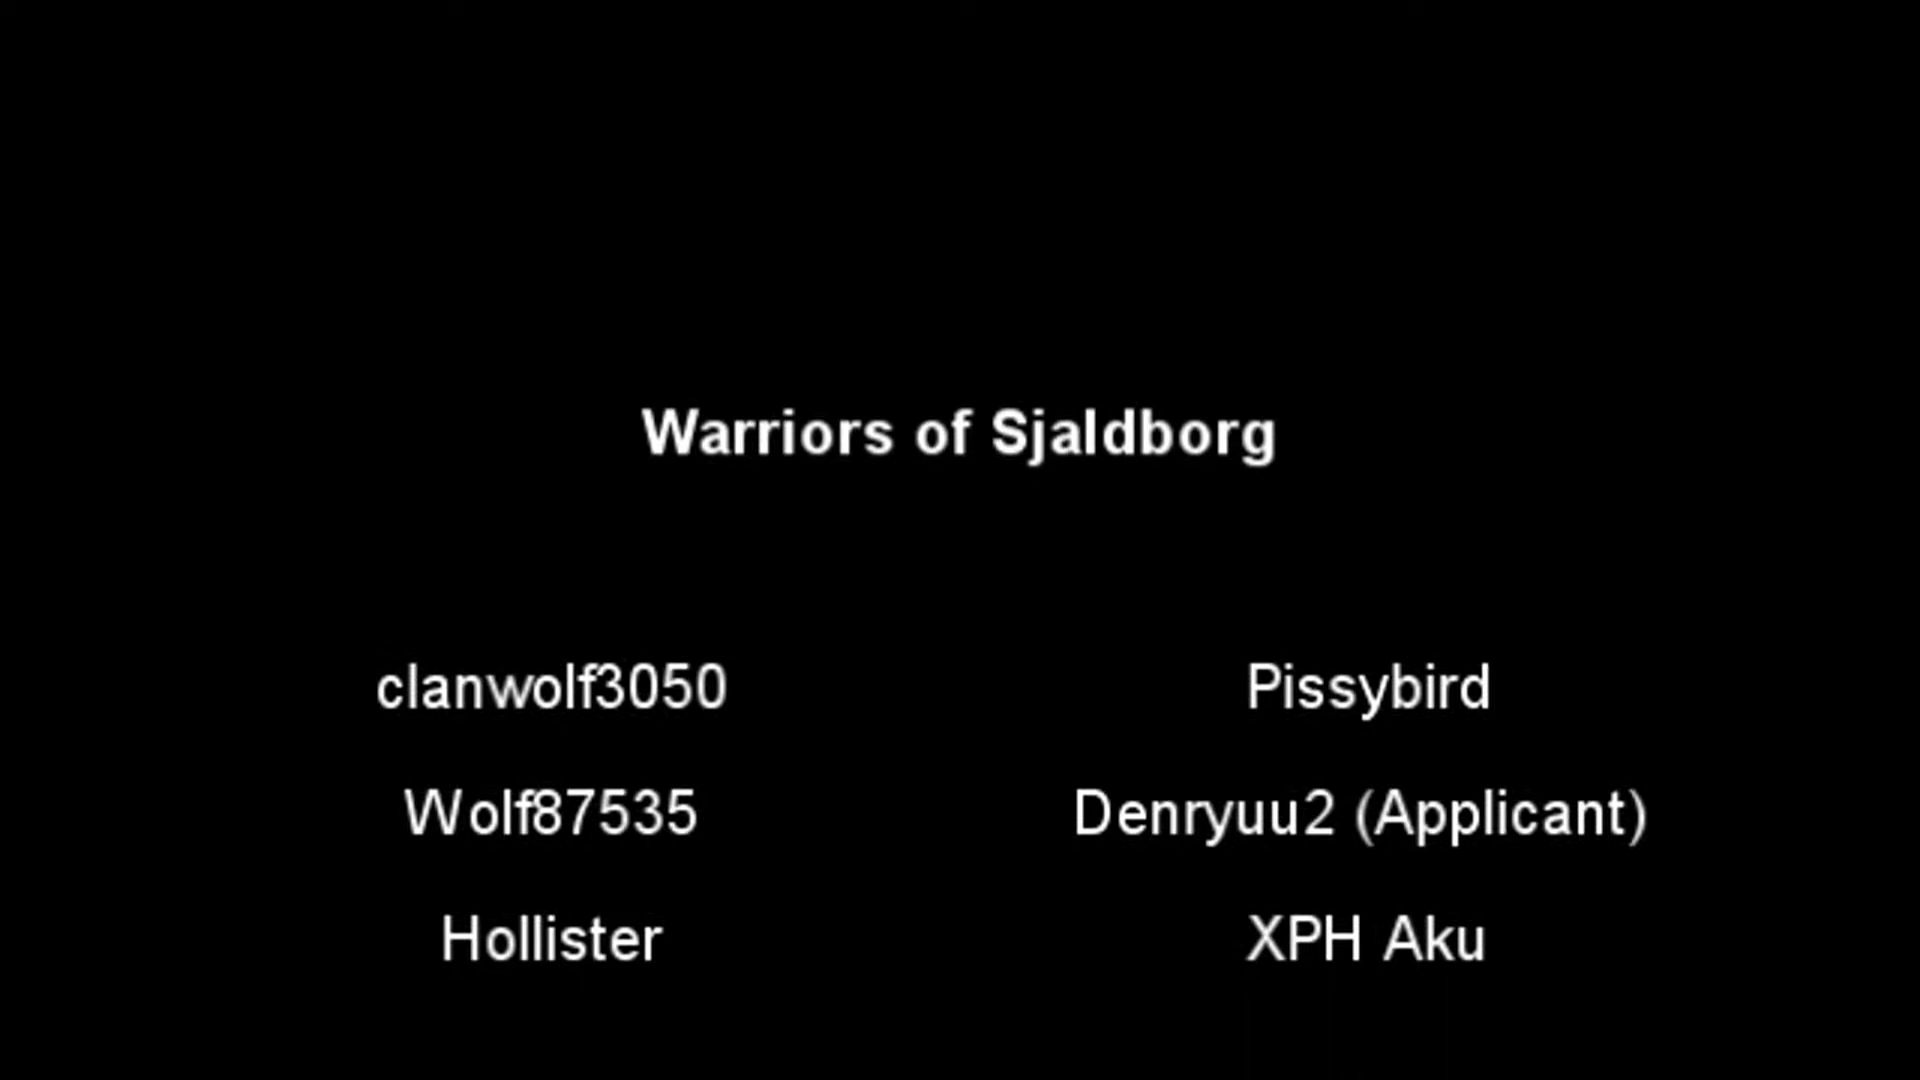 Warriors of Sjaldborg
clanwolf3050 Pissybird
Wolf87535 Denryuu2 (Applicant)
Hollister XPH Aku